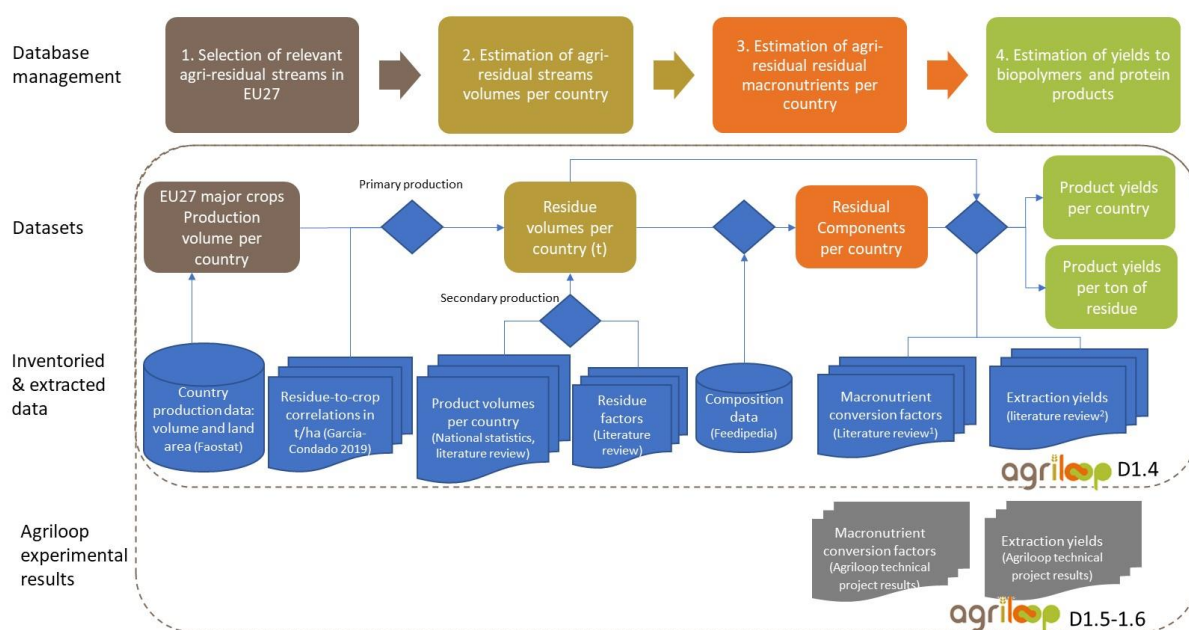 Database
management
1. Selection of relevant
agri-residual streams in
EU27
2. Estimation of agri-
residual streams
volumes per country
3. Estimation of agri-
residual residual
macronutrients per
country
4. Estimation of yields to
biopolymers and protein
products
Datasets
EU27 major crops
Production
volume per
country
Primary production
Residue
volumes per
country (t)
Secondary production
Residual
Components
per country
Product yields
per country
Product yields
per ton of
residue
Inventoried
& extracted
data
Country
production data:
volume and land
area (Faostat)
Residue-to-crop
correlations in
t/ha (Garcia-
Condado 2019)
Product volumes
per country
(National statistics,
literature review)
Residue
factors
(Literature
review)
Composition
data
(Feedipedia)
Macronutrient
conversion factors
(Literature review¹)
Extraction yields
(literature review²)
agriloop D1.4
Agriloop
experimental
results
Macronutrient
conversion factors
(Agriloop technical
project results)
Extraction yields
(Agriloop technical
project results)
agriloop D1.5-1.6